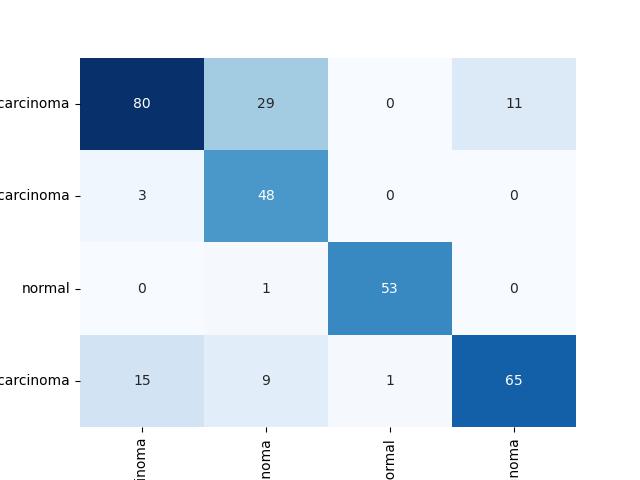 carcinoma 80 29 0 11
carcinoma 3 48 0 0
normal 0 1 53 0
carcinoma 15 9 1 65
inoma noma ormal noma